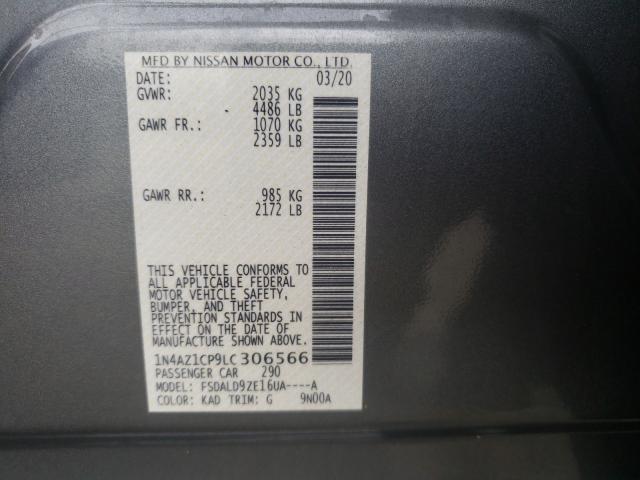 MFD BY NISSAN MOTOR CO., LTD.
DATE: 03/20
GVWR: 2035 KG
4486 LB
GAWR FR.: 1070 KG
2359 LB
GAWR RR.: 985 KG
2172 LB
THIS VEHICLE CONFORMS TO
ALL APPLICABLE FEDERAL
MOTOR VEHICLE SAFETY,
BUMPER, AND THEFT
PREVENTION STANDARDS IN
EFFECT ON THE DATE OF
MANUFACTURE SHOWN ABOVE.
1N4AZ1CP9LC306566
PASSENGER CAR 290
MODEL: FSDALD9ZE16UA----A
COLOR: KAD TRIM: G 9N00A